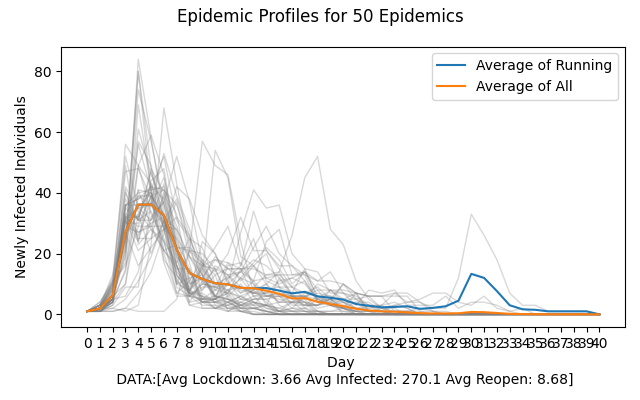 Epidemic Profiles for 50 Epidemics
Average of Running
Average of All
Newly Infected Individuals
80
60
40
20
0
0 1 2 3 4 5 6 7 8 9 10 11 12 13 14 15 16 17 18 19 20 21 22 23 24 25 26 27 28 29 30 31 32 33 34 35 36 37 38 39 40
Day
DATA:[Avg Lockdown: 3.66 Avg Infected: 270.1 Avg Reopen: 8.68]